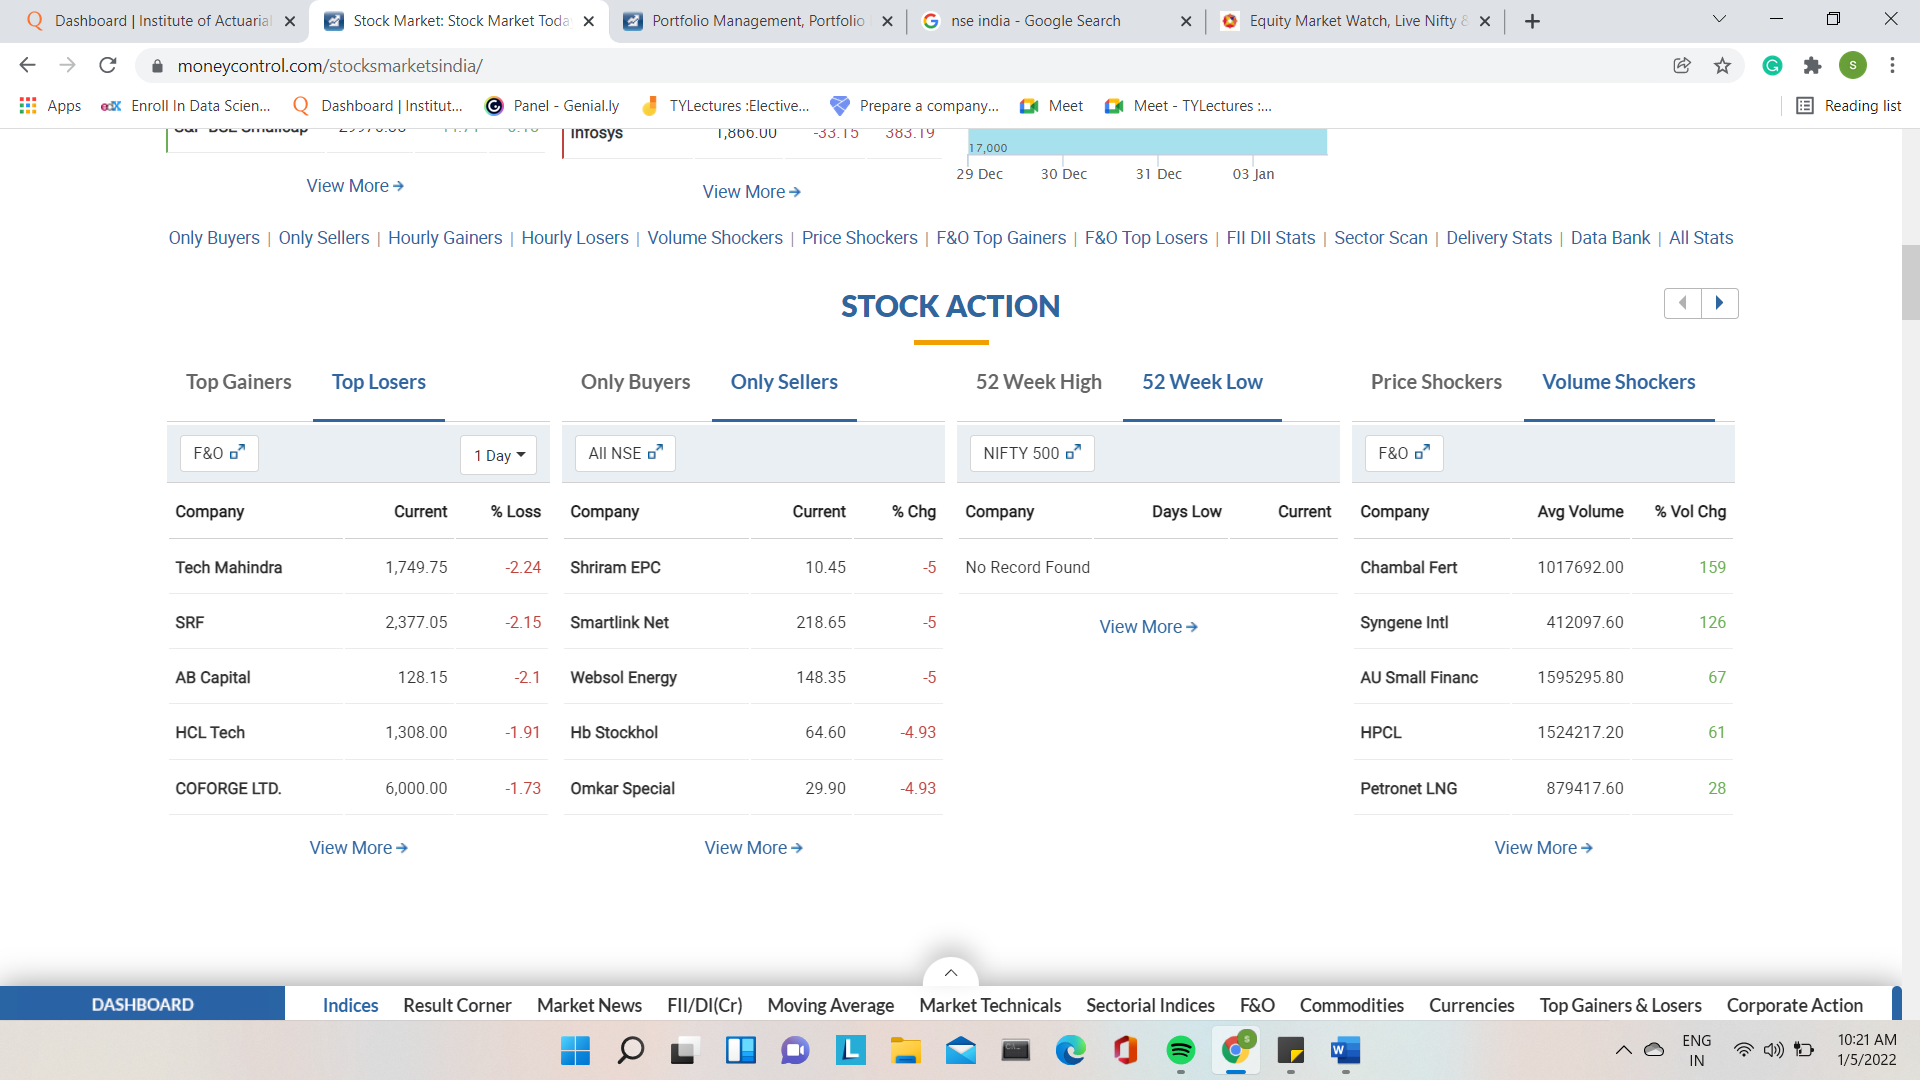 Dashboard | Institute of Actuarial
Stock Market: Stock Market Toda
Portfolio Management, Portfolio
nse india - Google Search
Equity Market Watch, Live Nifty &
moneycontrol.com/stocksmarketsindia/
s
Apps
edX Enroll In Data Scien...
Dashboard | Institut...
Panel - Genial.ly
TYLectures :Elective...
Prepare a company...
Meet
Meet - TYLectures :...
Reading list
S&P BSE Smallcap
Infosys 1,866.00 -33.15 383.19
17,000
29 Dec 30 Dec 31 Dec 03 Jan
View More
View More
Only Buyers | Only Sellers | Hourly Gainers | Hourly Losers | Volume Shockers | Price Shockers | F&O Top Gainers | F&O Top Losers | FII DII Stats | Sector Scan | Delivery Stats | Data Bank | All Stats
STOCK ACTION
Top Gainers Top Losers
F&O 1 Day
Company Current % Loss
Tech Mahindra 1,749.75 -2.24
SRF 2,377.05 -2.15
AB Capital 128.15 -2.1
HCL Tech 1,308.00 -1.91
COFORGE LTD. 6,000.00 -1.73
View More
Only Buyers Only Sellers
All NSE
Company Current % Chg
Shriram EPC 10.45 -5
Smartlink Net 218.65 -5
Websol Energy 148.35 -5
Hb Stockhol 64.60 -4.93
Omkar Special 29.90 -4.93
View More
52 Week High 52 Week Low
NIFTY 500
Company Days Low Current
No Record Found
View More
Price Shockers Volume Shockers
F&O
Company Avg Volume % Vol Chg
Chambal Fert 1017692.00 159
Syngene Intl 412097.60 126
AU Small Financ 1595295.80 67
HPCL 1524217.20 61
Petronet LNG 879417.60 28
View More
DASHBOARD Indices Result Corner Market News FII/DI(Cr) Moving Average Market Technicals Sectorial Indices F&O Commodities Currencies Top Gainers & Losers Corporate Action
ENG
IN
10:21 AM
1/5/2022